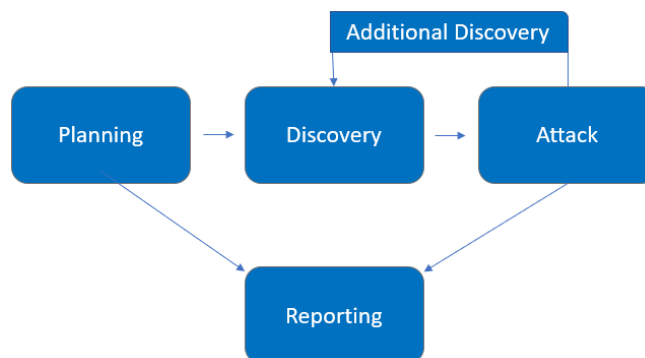 Additional Discovery
Planning
Discovery
Attack
Reporting